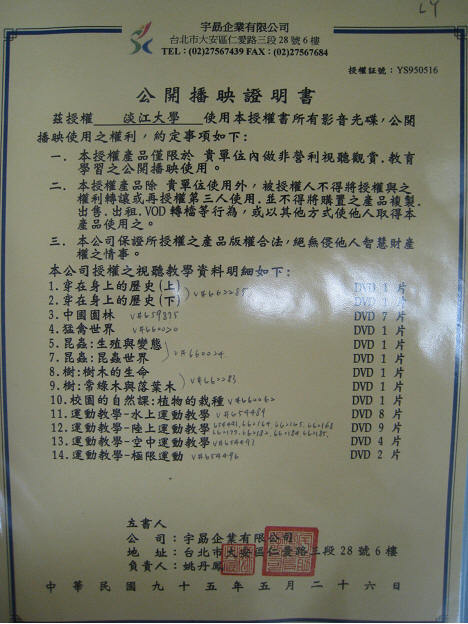 宇勗企業有限公司
台北市大安區仁愛路三段28號6樓
TEL:(02)27567439 FAX:(02)27567684
授權証號:YS950516
公開播映證明書
茲授權 淡江大學 使用本授權書所有影音光碟,公開
播映使用之權利,約定事項如下:
一、本授權產品僅限於 貴單位內做非營利視聽觀賞.教育
學習之公開播映使用。
二、本授權產品除 貴單位使用外,被授權人不得將授權與之
權利轉讓或再授權第三人使用.並不得將購置之產品複製.
出售.出租.VOD轉檔等行為,或以其他方式使他人取得本
產品使用之。
三、本公司保證所授權之產品版權合法,絕無侵他人智慧財產
權之情事。
本公司授權之視聽教學資料明細如下:
1.穿在身上的歷史(上) DVD 1 片
2.穿在身上的歷史(下) V#662285 DVD 1 片
3.中國園林 V#659875 DVD 7 片
4.猛禽世界 V#660020 DVD 1 片
5.昆蟲:生殖與變態 DVD 1 片
7.昆蟲:昆蟲世界 V#660024 DVD 1 片
8.樹:樹木的生命 DVD 1 片
9.樹:常綠木與落葉木 V#660283 DVD 1 片
10.校園的自然課:植物的栽種 V#660062 DVD 1 片
11.運動教學-水上運動教學 V#654489 DVD 8 片
12.運動教學-陸上運動教學 DVD 9 片
13.運動教學-空中運動教學 V#654493 DVD 4 片
14.運動教學-極限運動 V#654496 DVD 2 片
立書人
公司:宇勗企業有限公司
地址:台北市大安區仁愛路三段28號6樓
負責人:姚丹鳳
中華民國九十五年五月二十六日